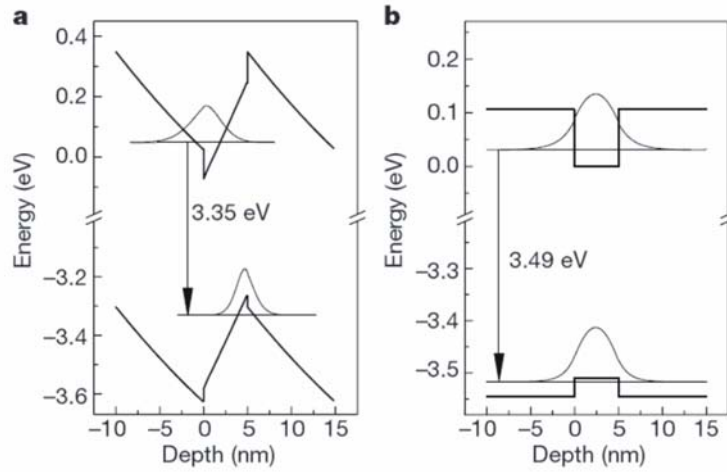 a
0.4
0.2
0.0
−3.2
−3.4
−3.6
Energy (eV)
3.35 eV
−10 −5 0 5 10 15
Depth (nm)
b
0.2
0.1
0.0
−3.3
−3.4
−3.5
Energy (eV)
3.49 eV
−10 −5 0 5 10 15
Depth (nm)